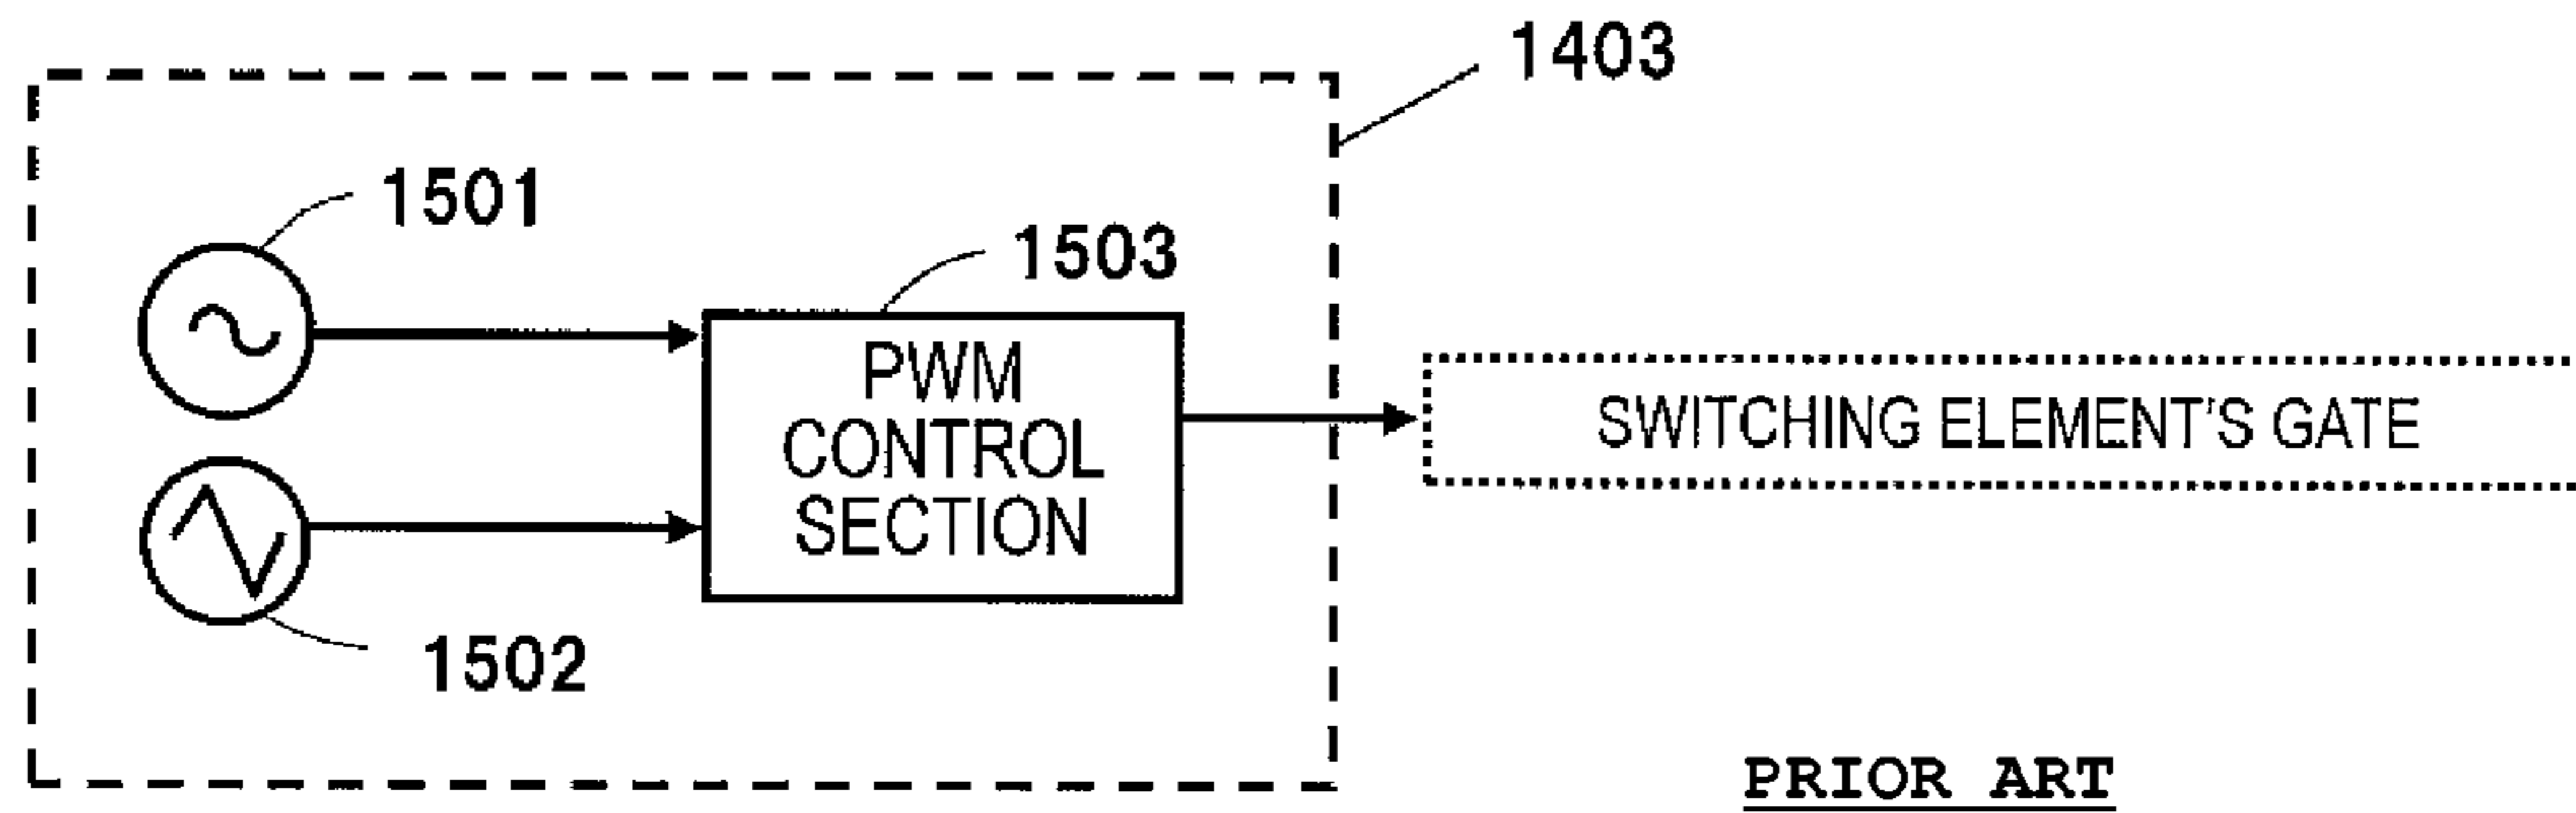 1403
1501
1503
PWM
CONTROL
SECTION
SWITCHING ELEMENT'S GATE
1502
PRIOR ART